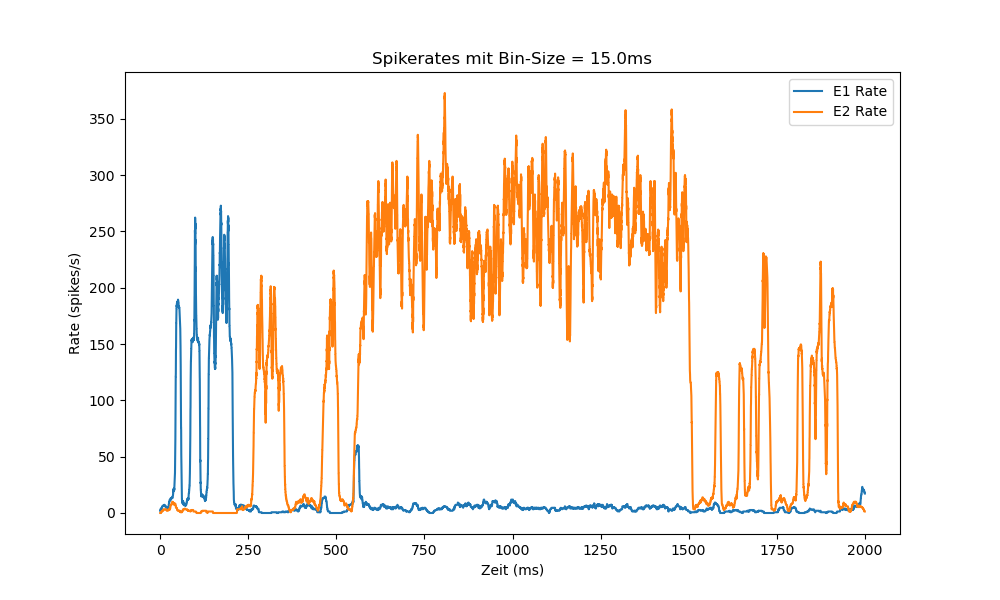 Spikerates mit Bin-Size = 15.0ms
E1 Rate
E2 Rate
Rate (spikes/s)
350
300
250
200
150
100
50
0
0 250 500 750 1000 1250 1500 1750 2000
Zeit (ms)